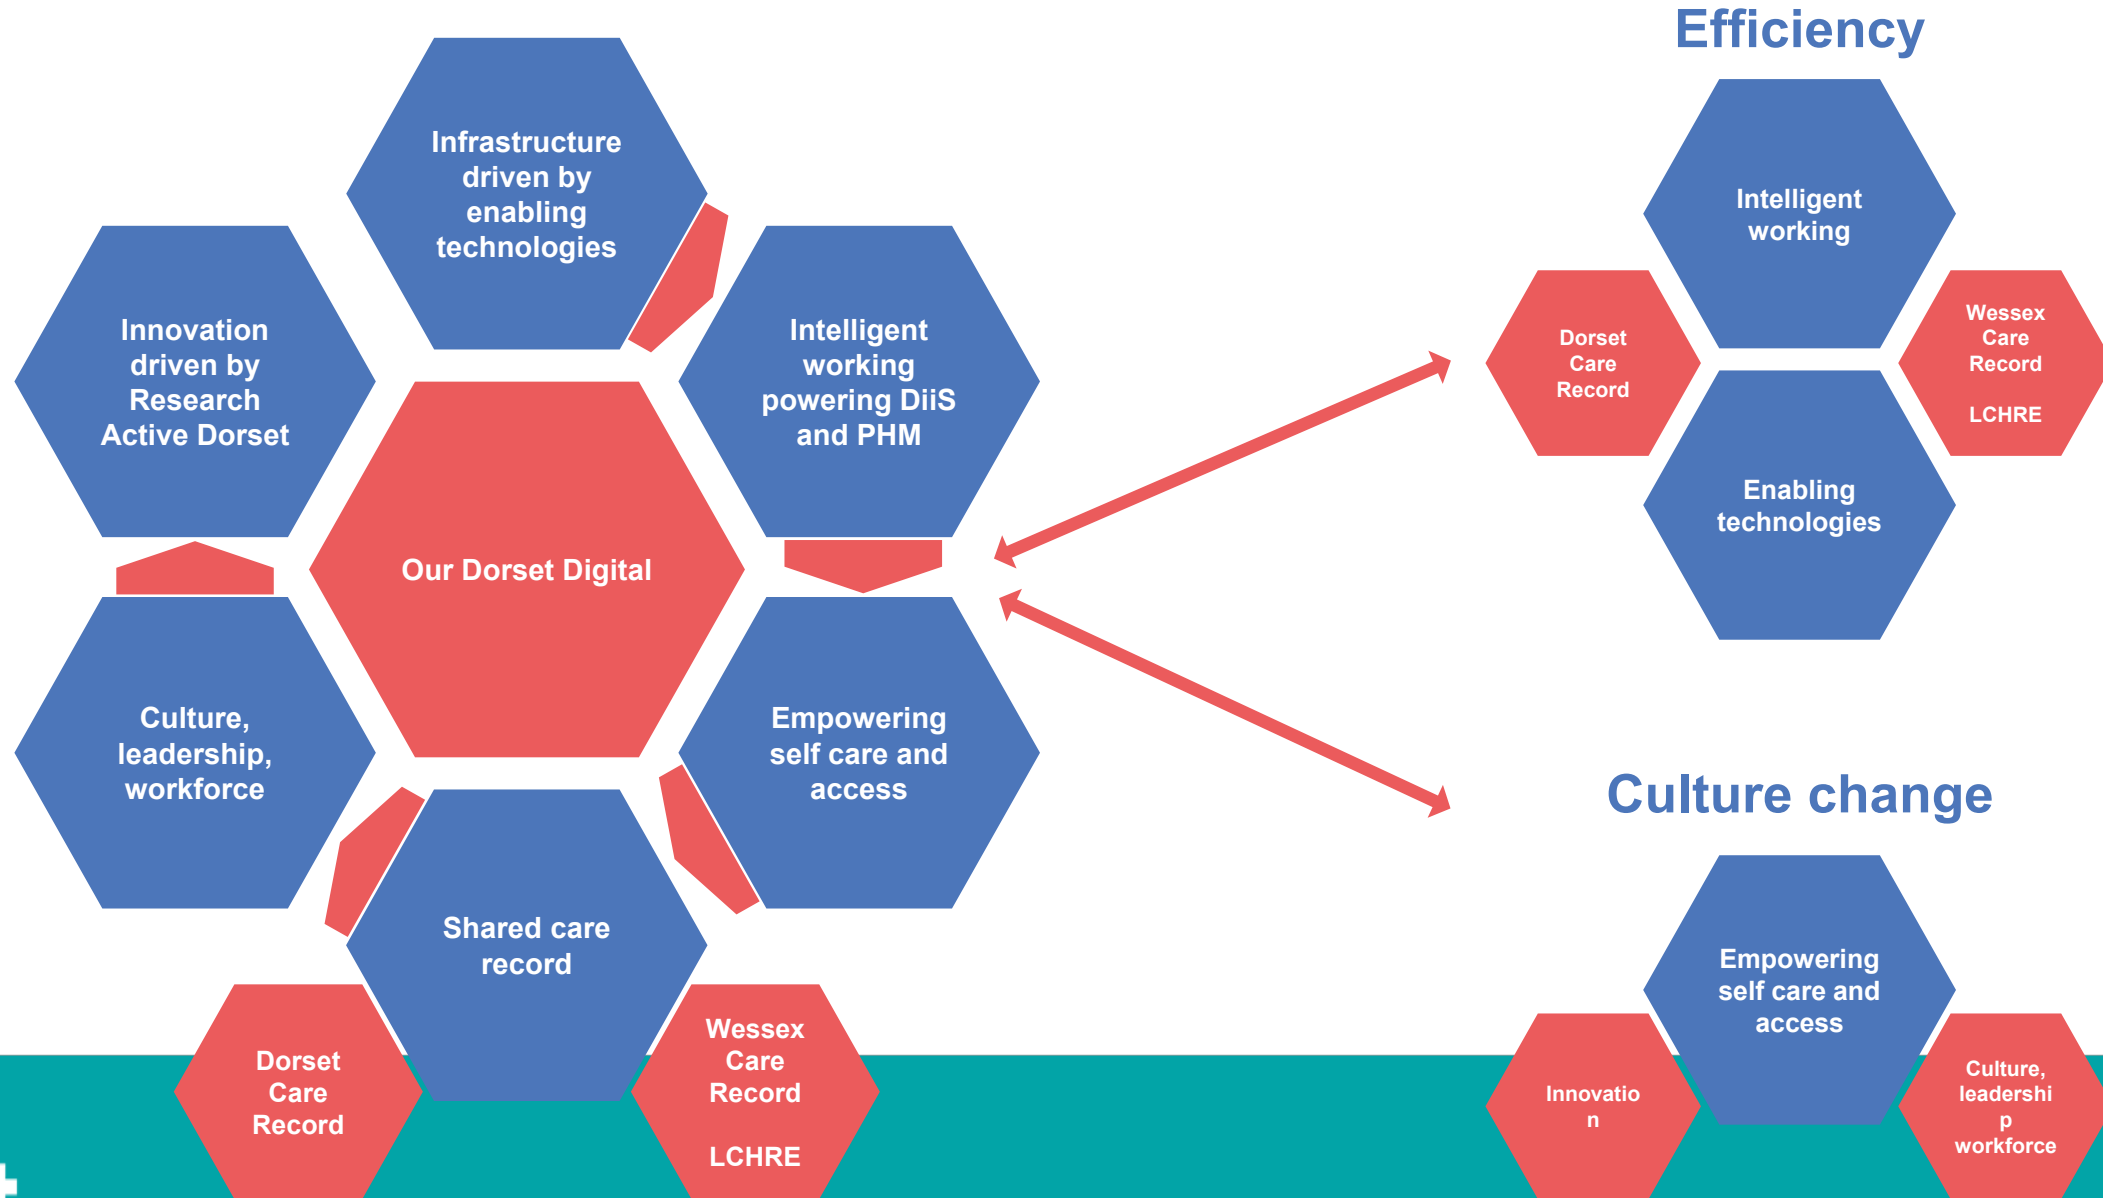 Infrastructure
driven by
enabling
technologies
Innovation
driven by
Research
Active Dorset
Intelligent
working
powering DiiS
and PHM
Our Dorset Digital
Culture,
leadership,
workforce
Empowering
self care and
access
Shared care
record
Dorset
Care
Record
Wessex
Care
Record
LCHRE
Efficiency
Intelligent
working
Dorset
Care
Record
Wessex
Care
Record
LCHRE
Enabling
technologies
Culture change
Empowering
self care and
access
Innovatio
n
Culture,
leadershi
p
workforce